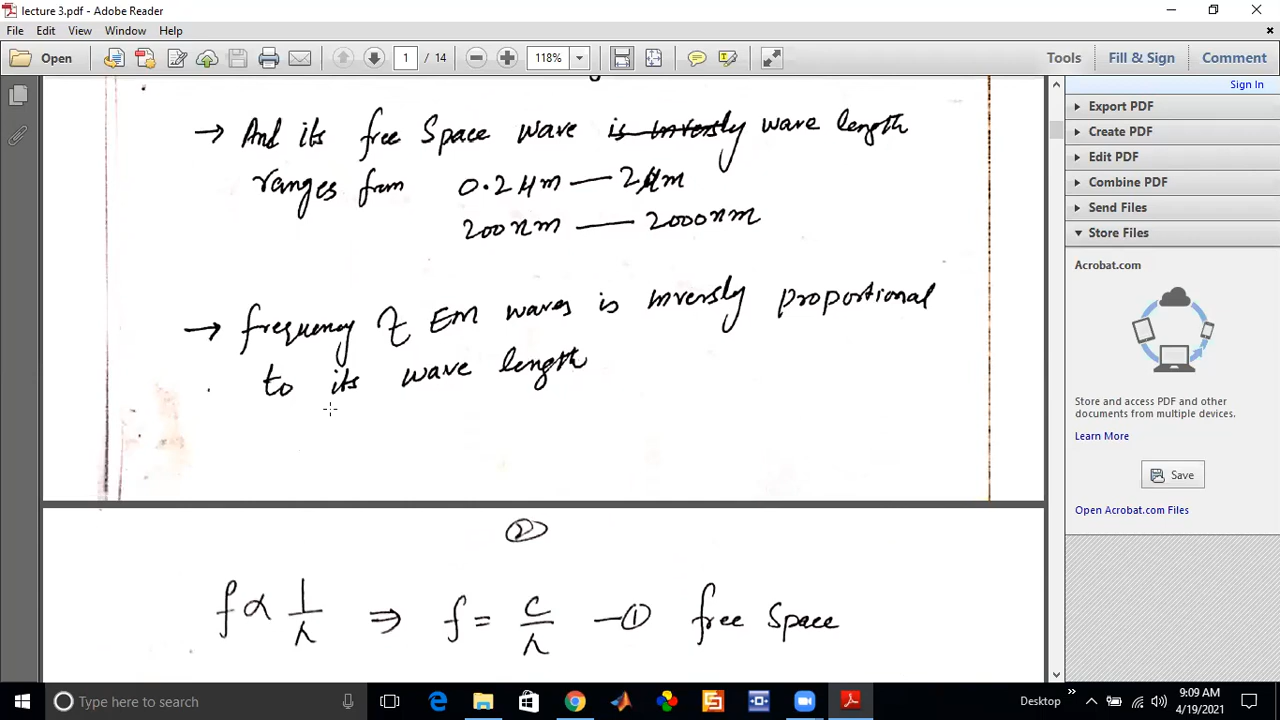 lecture 3.pdf - Adobe Reader
File Edit View Window Help
Open 1 / 14 118% Tools Fill & Sign Comment
Sign In
→ And its free Space wave is inversly wave length
ranges from 0.2 μm — 2 μm
200 nm — 2000 nm
→ frequency of EM waves is inversly proportional
to its wave length
②
f ∝ 1/λ ⇒ f = c/λ —① free Space
Export PDF
Create PDF
Edit PDF
Combine PDF
Send Files
Store Files
Acrobat.com
Store and access PDF and other
documents from multiple devices.
Learn More
Save
Open Acrobat.com Files
Type here to search
Desktop
9:09 AM
4/19/2021